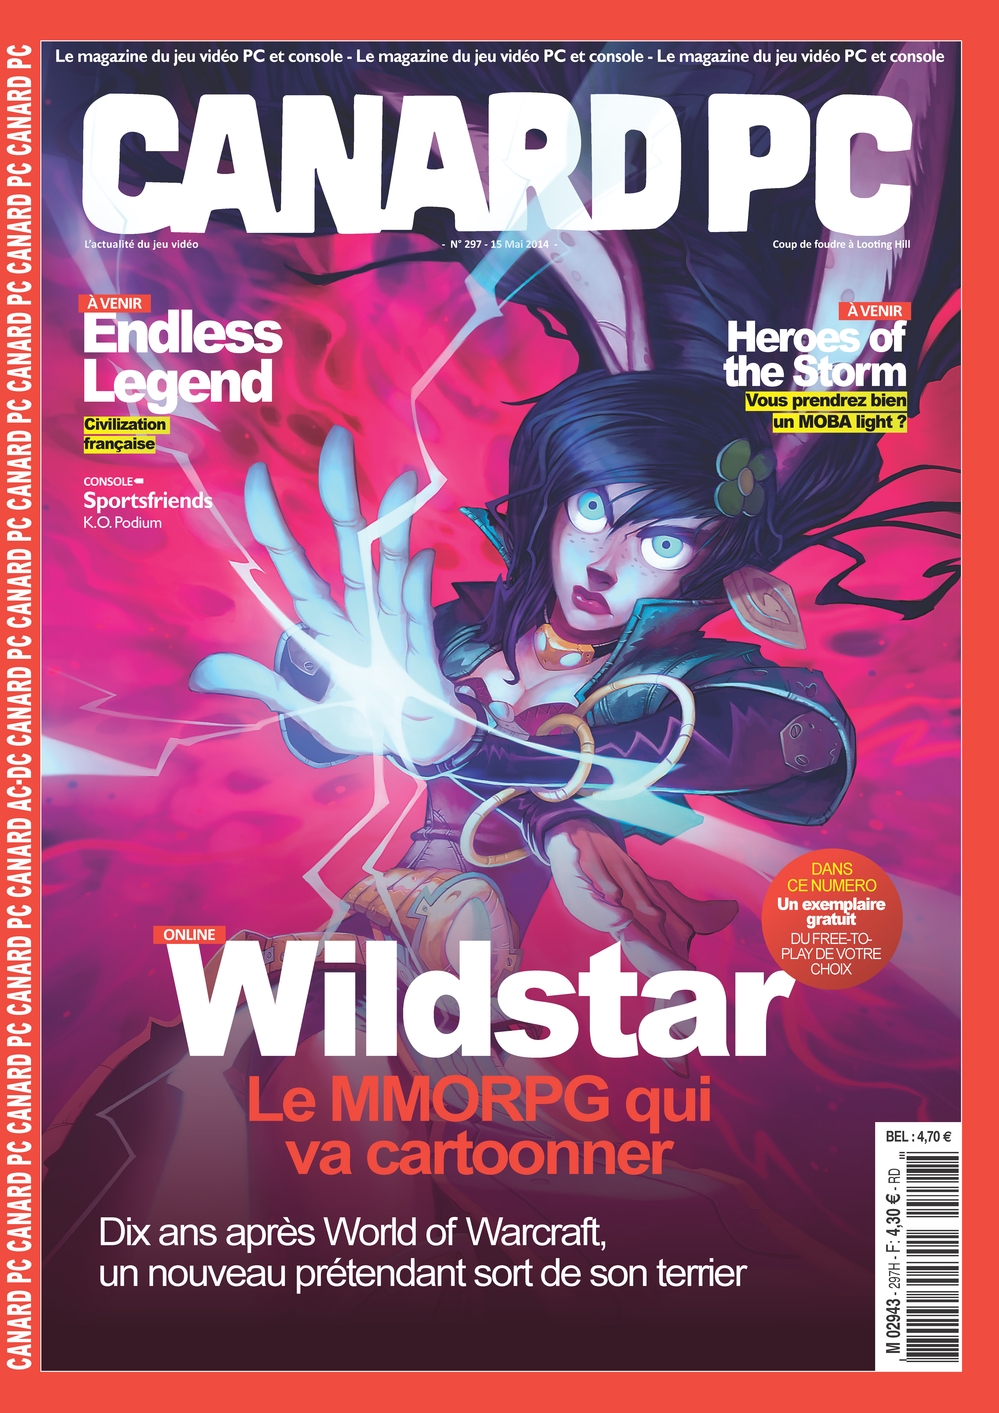 Le magazine du jeu vidéo PC et console - Le magazine du jeu vidéo PC et console - Le magazine du jeu vidéo PC et console
CANARD PC
L'actualité du jeu vidéo
- N° 297 - 15 Mai 2014 -
Coup de foudre à Looting Hill
À VENIR
Endless
Legend
Civilization
française
CONSOLE
Sportsfriends
K.O. Podium
À VENIR
Heroes of
the Storm
Vous prendrez bien
un MOBA light ?
DANS
CE NUMERO
Un exemplaire
gratuit
DU FREE-TO-
PLAY DE VOTRE
CHOIX
ONLINE
Wildstar
Le MMORPG qui
va cartoonner
Dix ans après World of Warcraft,
un nouveau prétendant sort de son terrier
BEL : 4,70 €
M 02943 - 297H - F: 4,30 € - RD
CANARD PC CANARD PC CANARD PC CANARD PC CANARD PC CANARD AC-DC CANARD PC CANARD PC CANARD PC CANARD PC CANARD PC CANARD PC CANARD PC